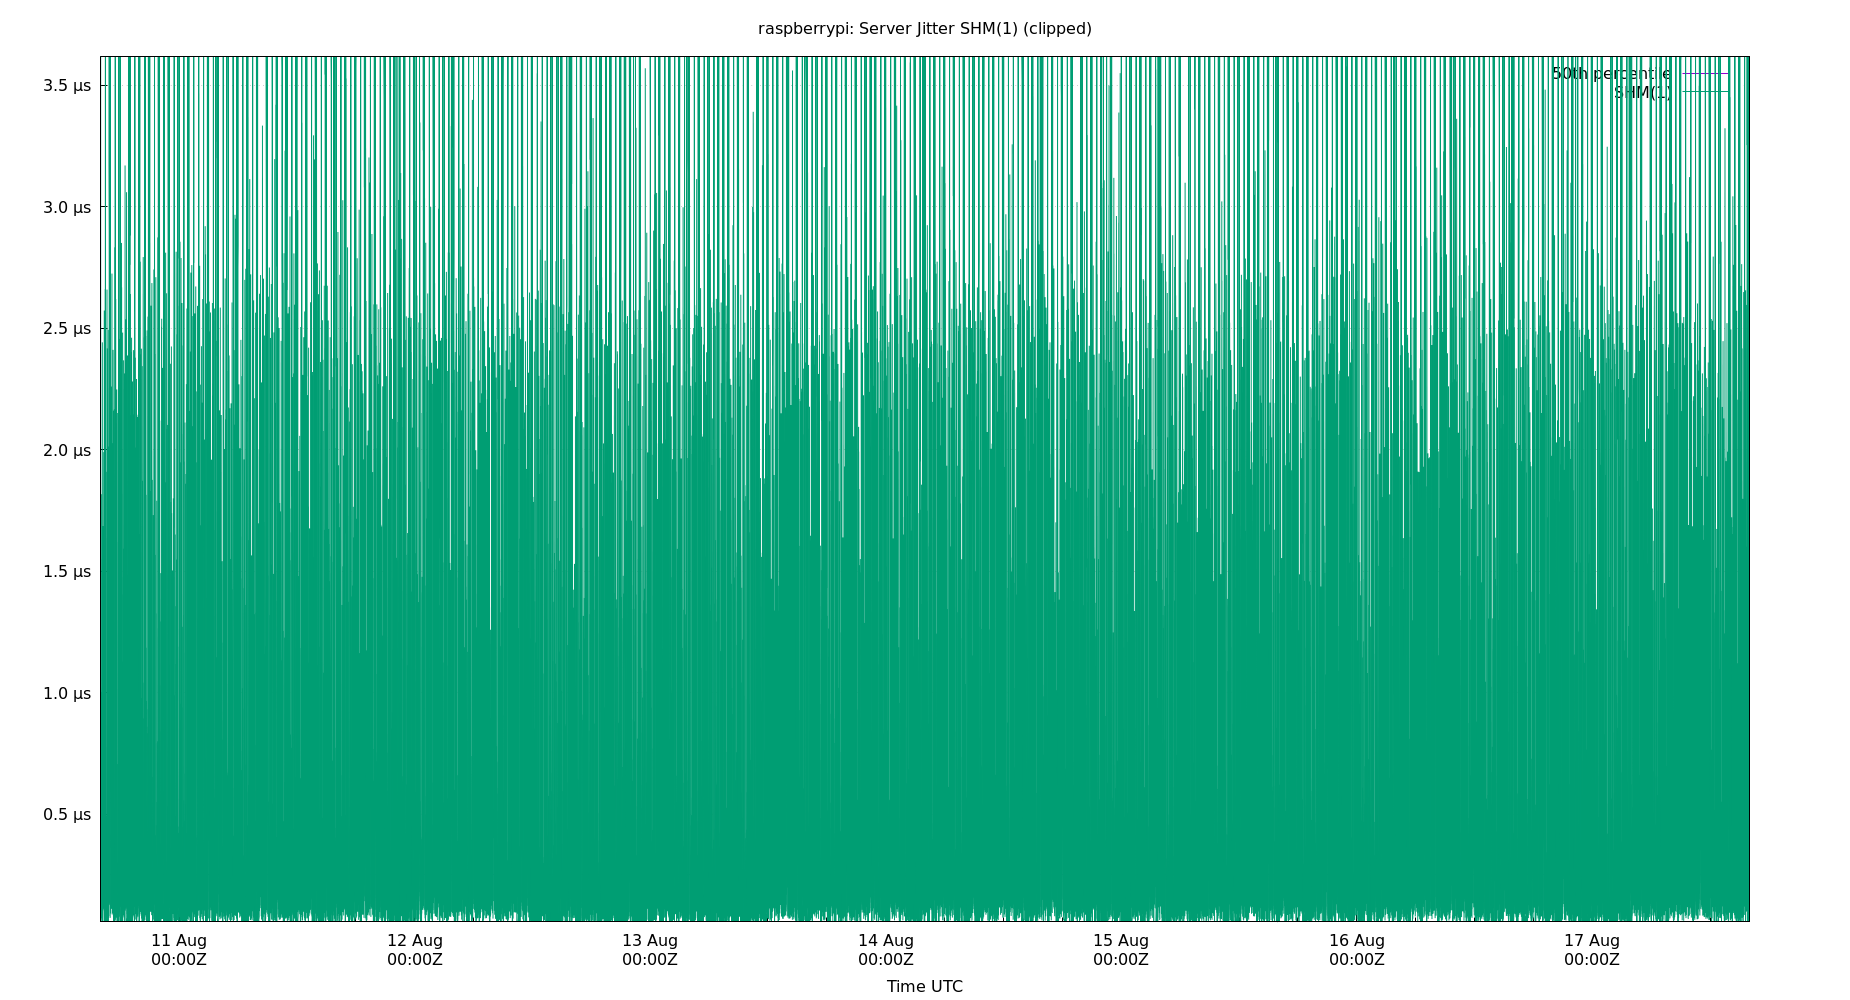 raspberrypi: Server Jitter SHM(1) (clipped)
50th percentile
SHM(1)
3.5 µs
3.0 µs
2.5 µs
2.0 µs
1.5 µs
1.0 µs
0.5 µs
11 Aug
00:00Z
12 Aug
00:00Z
13 Aug
00:00Z
14 Aug
00:00Z
15 Aug
00:00Z
16 Aug
00:00Z
17 Aug
00:00Z
Time UTC